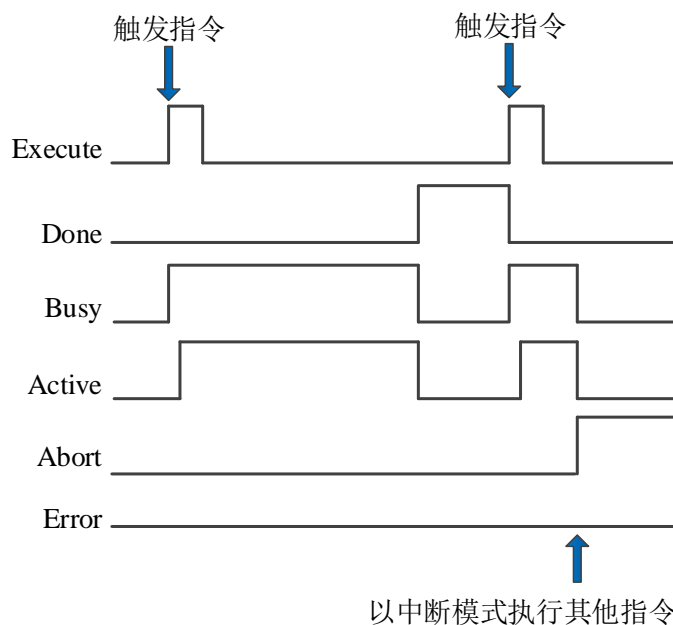 触发指令 触发指令
Execute
Done
Busy
Active
Abort
Error
以中断模式执行其他指令